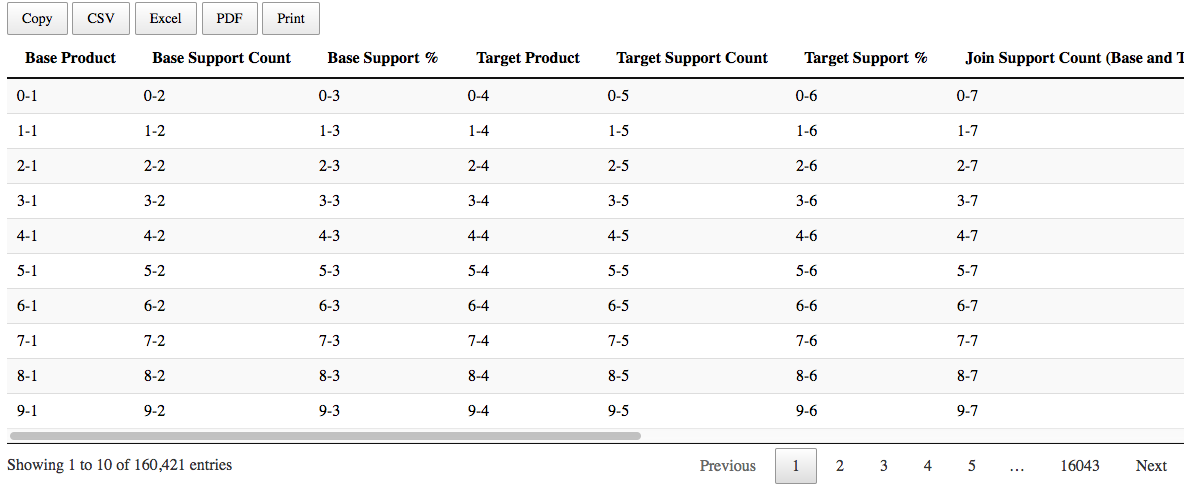 Copy CSV Excel PDF Print
Base Product Base Support Count Base Support % Target Product Target Support Count Target Support % Join Support Count (Base and T
0-1 0-2 0-3 0-4 0-5 0-6 0-7
1-1 1-2 1-3 1-4 1-5 1-6 1-7
2-1 2-2 2-3 2-4 2-5 2-6 2-7
3-1 3-2 3-3 3-4 3-5 3-6 3-7
4-1 4-2 4-3 4-4 4-5 4-6 4-7
5-1 5-2 5-3 5-4 5-5 5-6 5-7
6-1 6-2 6-3 6-4 6-5 6-6 6-7
7-1 7-2 7-3 7-4 7-5 7-6 7-7
8-1 8-2 8-3 8-4 8-5 8-6 8-7
9-1 9-2 9-3 9-4 9-5 9-6 9-7
Showing 1 to 10 of 160,421 entries Previous 1 2 3 4 5 … 16043 Next